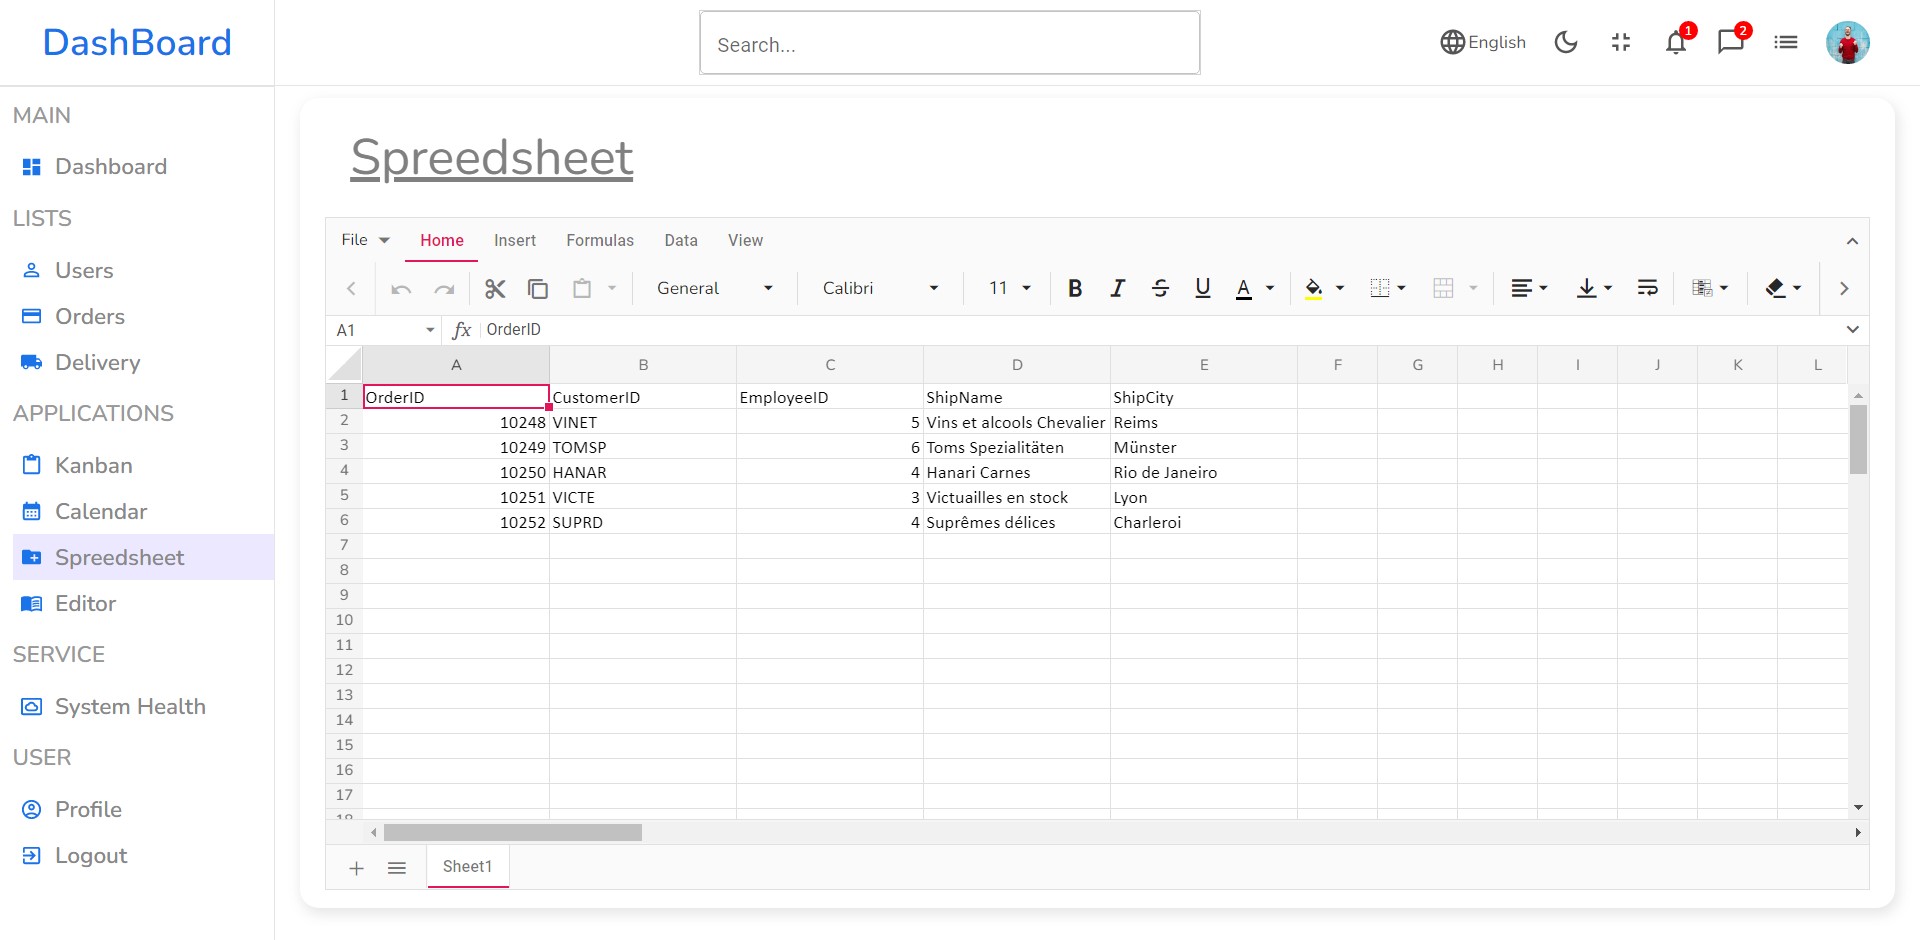 DashBoard
Search...
English
1
2
MAIN
Dashboard
LISTS
Users
Orders
Delivery
APPLICATIONS
Kanban
Calendar
Spreedsheet
Editor
SERVICE
System Health
USER
Profile
Logout
Spreedsheet
File Home Insert Formulas Data View
General Calibri 11 B I S U A
A1 fx OrderID
A B C D E F G H I J K L
1 OrderID CustomerID EmployeeID ShipName ShipCity
2 10248 VINET 5 Vins et alcools Chevalier Reims
3 10249 TOMSP 6 Toms Spezialitäten Münster
4 10250 HANAR 4 Hanari Carnes Rio de Janeiro
5 10251 VICTE 3 Victuailles en stock Lyon
6 10252 SUPRD 4 Suprêmes délices Charleroi
7
8
9
10
11
12
13
14
15
16
17
18
Sheet1